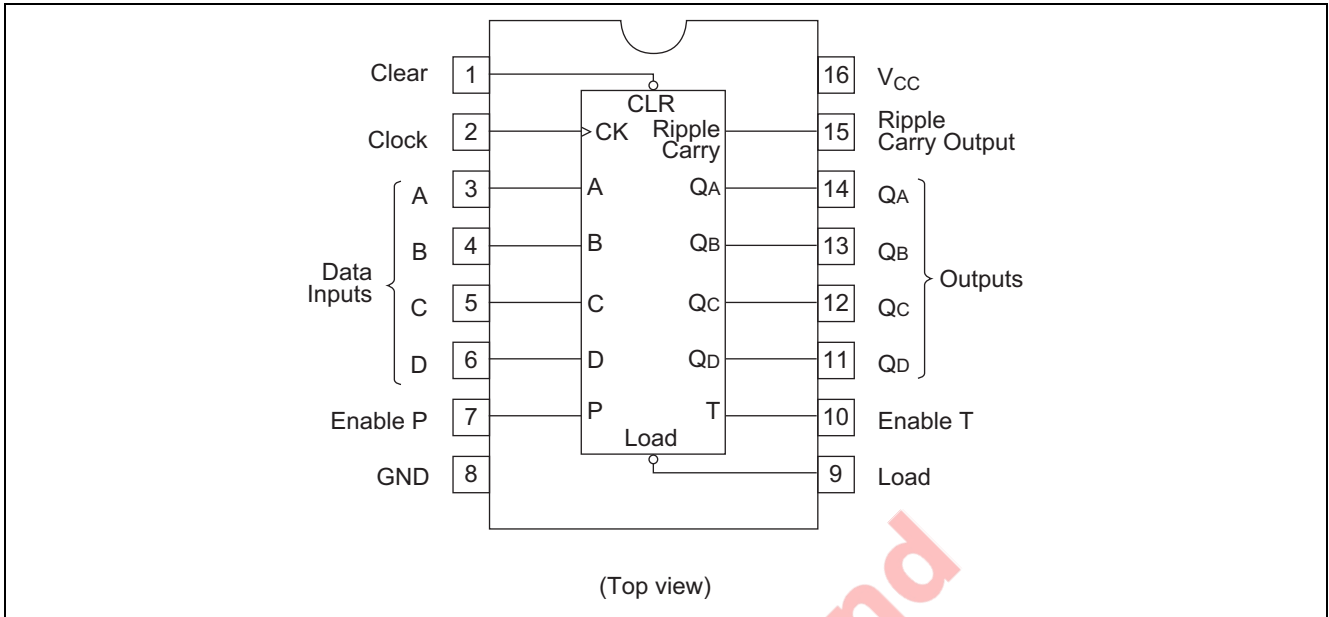 Clear 1 16 VCC
CLR
Clock 2 CK Ripple Carry 15 Ripple Carry Output
A 3 A QA 14 QA
B 4 B QB 13 QB
Data Inputs
Outputs
C 5 C QC 12 QC
D 6 D QD 11 QD
Enable P 7 P T 10 Enable T
Load
GND 8 9 Load
(Top view)
nd